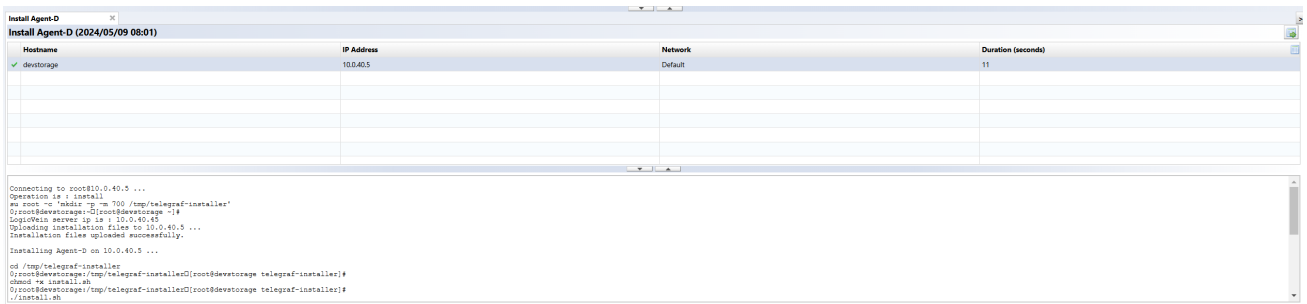 Install Agent-D
Install Agent-D (2024/05/09 08:01)
Hostname IP Address Network Duration (seconds)
devstorage 10.0.40.5 Default 11
Connecting to root@10.0.40.5 ...
Operation is : install
su root -c 'mkdir -p -m 700 /tmp/telegraf-installer'
0;root@devstorage:~□[root@devstorage ~]#
LogicVein server ip is : 10.0.40.45
Uploading installation files to 10.0.40.5 ...
Installation files uploaded successfully.
Installing Agent-D on 10.0.40.5 ...
cd /tmp/telegraf-installer
0;root@devstorage:/tmp/telegraf-installer□[root@devstorage telegraf-installer]#
chmod +x install.sh
0;root@devstorage:/tmp/telegraf-installer□[root@devstorage telegraf-installer]#
./install.sh